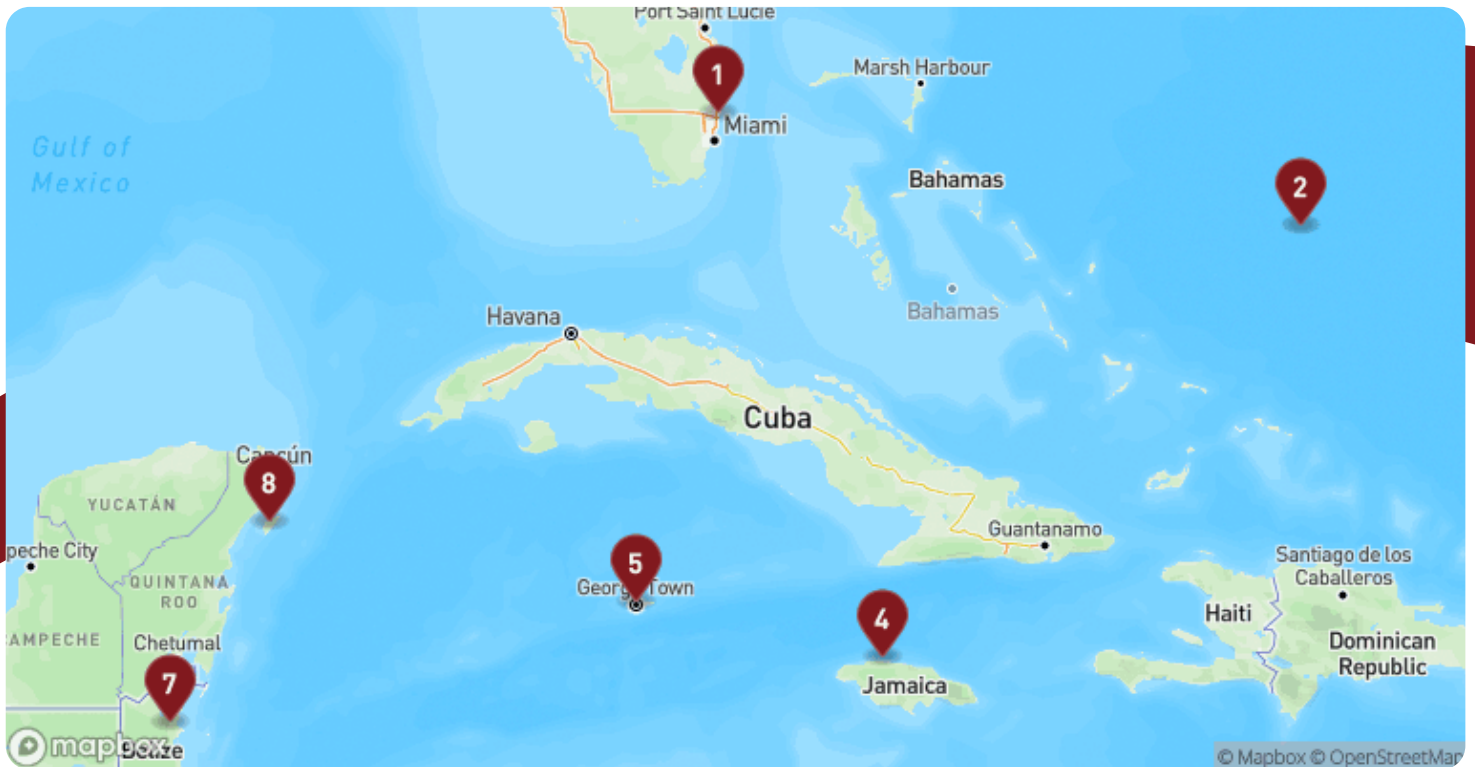 Port Saint Lucie
1
Marsh Harbour
Miami
Gulf of
Mexico
Bahamas
2
Bahamas
Havana
Cuba
Cancún
8
YUCATÁN
peche City
Guantanamo
5
George Town
Santiago de los
Caballeros
QUINTANA
ROO
4
Haiti
AMPECHE
Chetumal
Dominican
Republic
7
Jamaica
mapbox
Belize
© Mapbox © OpenStreetMap